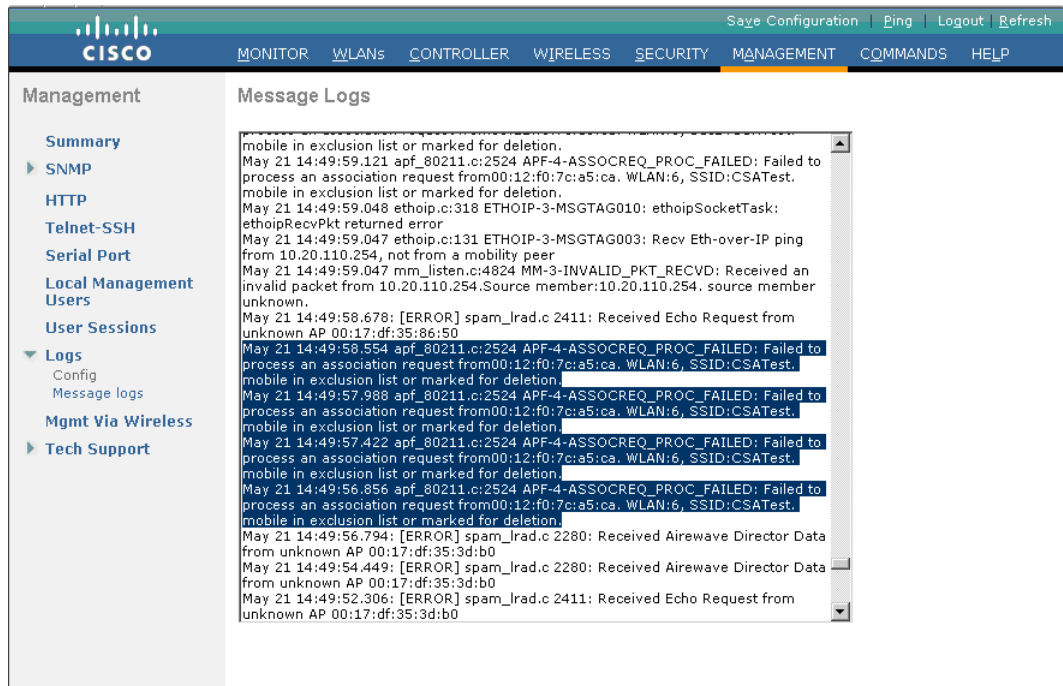 Save Configuration | Ping | Logout | Refresh
CISCO
MONITOR WLANs CONTROLLER WIRELESS SECURITY MANAGEMENT COMMANDS HELP
Management
Summary
SNMP
HTTP
Telnet-SSH
Serial Port
Local Management
Users
User Sessions
Logs
Config
Message logs
Mgmt Via Wireless
Tech Support
Message Logs
mobile in exclusion list or marked for deletion.
May 21 14:49:59.121 apf_80211.c:2524 APF-4-ASSOCREQ_PROC_FAILED: Failed to
process an association request from00:12:f0:7c:a5:ca. WLAN:6, SSID:CSATest.
mobile in exclusion list or marked for deletion.
May 21 14:49:59.048 ethoip.c:318 ETHOIP-3-MSGTAG010: ethoipSocketTask:
ethoipRecvPkt returned error
May 21 14:49:59.047 ethoip.c:131 ETHOIP-3-MSGTAG003: Recv Eth-over-IP ping
from 10.20.110.254, not from a mobility peer
May 21 14:49:59.047 mm_listen.c:4824 MM-3-INVALID_PKT_RECVD: Received an
invalid packet from 10.20.110.254.Source member:10.20.110.254. source member
unknown.
May 21 14:49:58.678: [ERROR] spam_lrad.c 2411: Received Echo Request from
unknown AP 00:17:df:35:86:50
May 21 14:49:58.554 apf_80211.c:2524 APF-4-ASSOCREQ_PROC_FAILED: Failed to
process an association request from00:12:f0:7c:a5:ca. WLAN:6, SSID:CSATest.
mobile in exclusion list or marked for deletion.
May 21 14:49:57.988 apf_80211.c:2524 APF-4-ASSOCREQ_PROC_FAILED: Failed to
process an association request from00:12:f0:7c:a5:ca. WLAN:6, SSID:CSATest.
mobile in exclusion list or marked for deletion.
May 21 14:49:57.422 apf_80211.c:2524 APF-4-ASSOCREQ_PROC_FAILED: Failed to
process an association request from00:12:f0:7c:a5:ca. WLAN:6, SSID:CSATest.
mobile in exclusion list or marked for deletion.
May 21 14:49:56.856 apf_80211.c:2524 APF-4-ASSOCREQ_PROC_FAILED: Failed to
process an association request from00:12:f0:7c:a5:ca. WLAN:6, SSID:CSATest.
mobile in exclusion list or marked for deletion.
May 21 14:49:56.794: [ERROR] spam_lrad.c 2280: Received Airewave Director Data
from unknown AP 00:17:df:35:3d:b0
May 21 14:49:54.449: [ERROR] spam_lrad.c 2280: Received Airewave Director Data
from unknown AP 00:17:df:35:3d:b0
May 21 14:49:52.306: [ERROR] spam_lrad.c 2411: Received Echo Request from
unknown AP 00:17:df:35:3d:b0